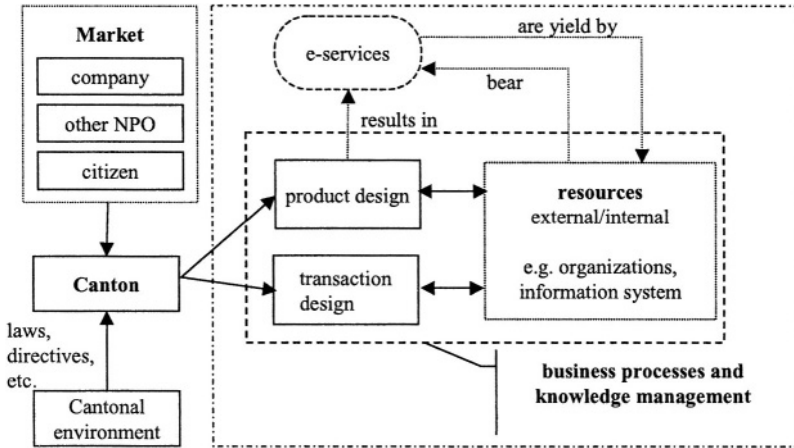 Market
company
other NPO
citizen
Canton
laws,
directives,
etc.
Cantonal
environment
e-services
are yield by
bear
results in
product design
transaction
design
resources
external/internal
e.g. organizations,
information system
business processes and
knowledge management